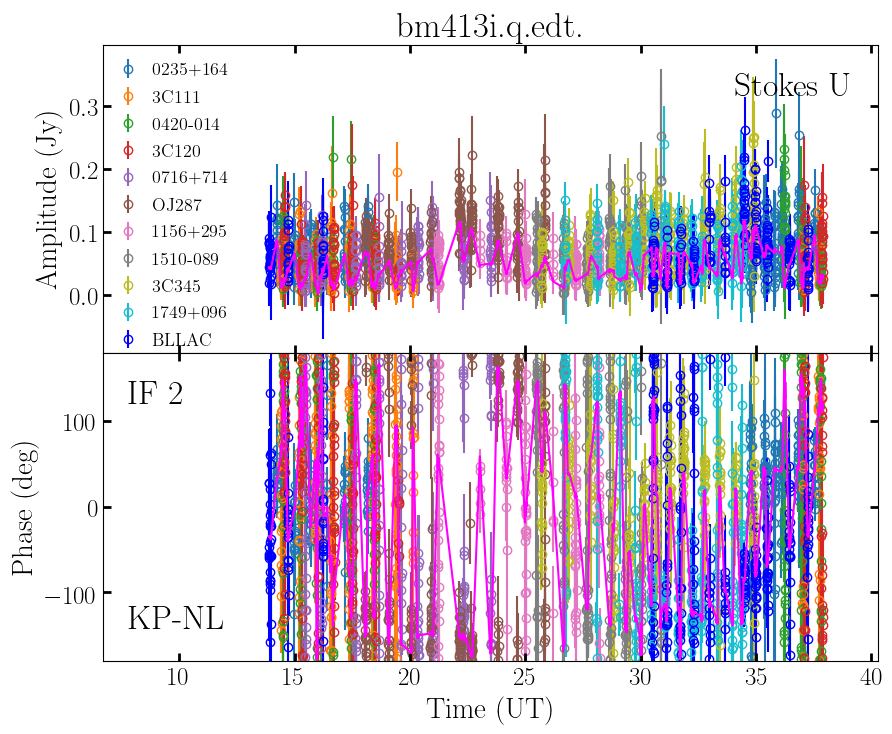 bm413i.q.edt.
Stokes U
0235+164
3C111
0420-014
3C120
0716+714
OJ287
1156+295
1510-089
3C345
1749+096
BLLAC
Amplitude (Jy)
0.3
0.2
0.1
0.0
IF 2
KP-NL
Phase (deg)
100
0
−100
10 15 20 25 30 35 40
Time (UT)